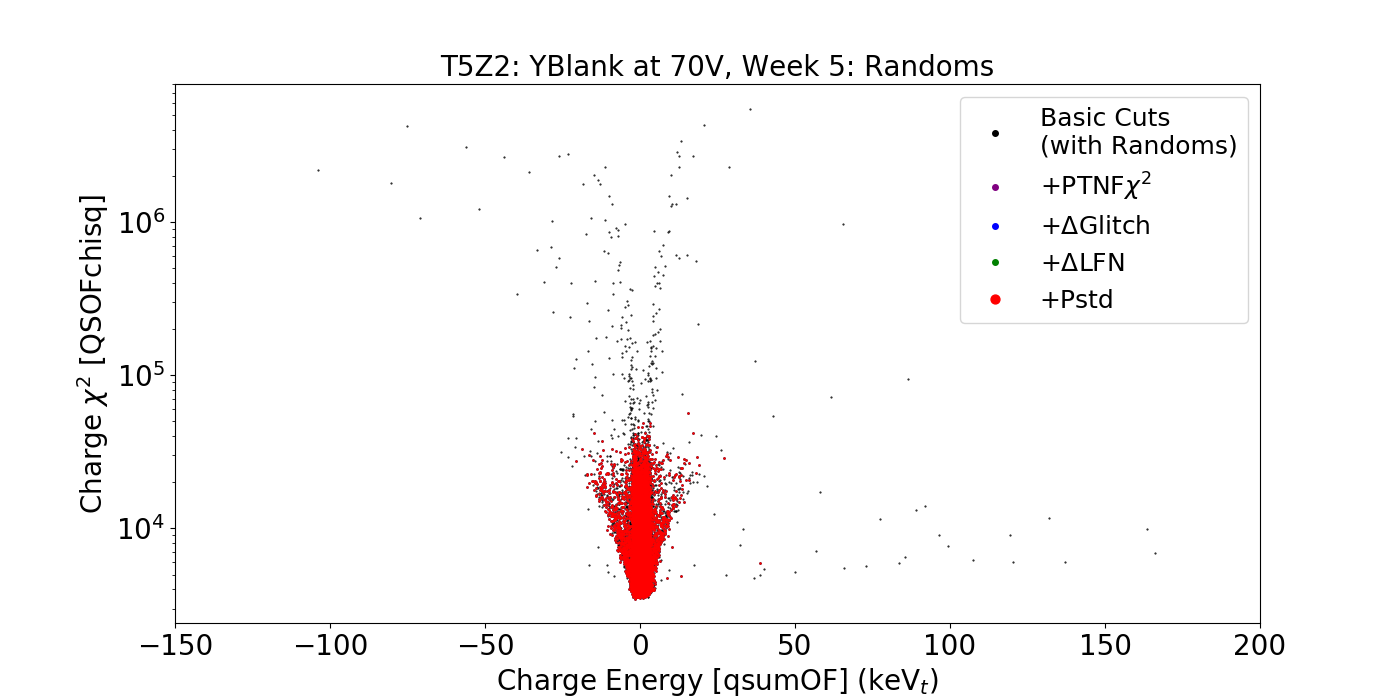 T5Z2: YBlank at 70V, Week 5: Randoms
Charge χ² [QSOFchisq]
10⁶
10⁵
10⁴
Basic Cuts
(with Randoms)
+PTNFχ²
+ΔGlitch
+ΔLFN
+Pstd
−150 −100 −50 0 50 100 150 200
Charge Energy [qsumOF] (keVₜ)